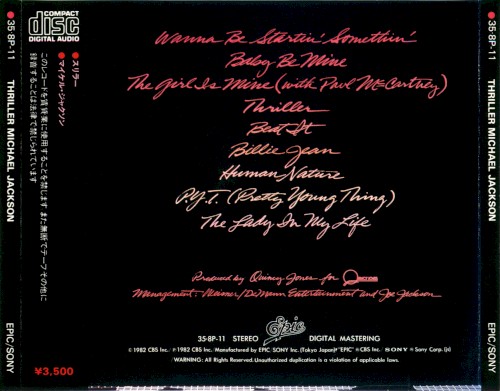 35·8P-11
THRILLER MICHAEL JACKSON
EPIC/SONY
COMPACT
disc
DIGITAL AUDIO
●スリラー
●マイケル・ジャクソン
このレコードを賃貸業に使用することを禁じます また無断でテープその他に
録音することは法律で禁じられています
¥3,500
Wanna Be Startin' Somethin'
Baby Be Mine
The Girl Is Mine (with Paul McCartney)
Thriller
Beat It
Billie Jean
Human Nature
P.Y.T. (Pretty Young Thing)
The Lady In My Life
Produced by Quincy Jones for
Management: Weisner/DeMann Entertainment and Joe Jackson
35·8P-11 STEREO Epic DIGITAL MASTERING
© 1982 CBS Inc. ℗ 1982 CBS Inc. Manufactured by EPIC SONY Inc. (Tokyo Japan) "EPIC" CBS Inc. SONY Sony Corp.
WARNING: All Rights Reserved. Unauthorized duplication is a violation of applicable laws.
35·8P-11
THRILLER MICHAEL JACKSON
EPIC/SONY